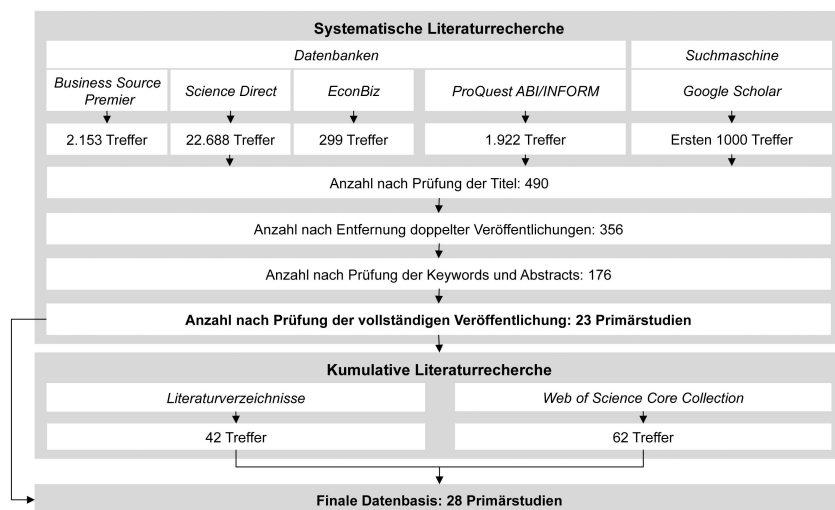 Systematische Literaturrecherche
Datenbanken
Suchmaschine
Business Source
Premier
Science Direct
EconBiz
ProQuest ABI/INFORM
Google Scholar
2.153 Treffer
22.688 Treffer
299 Treffer
1.922 Treffer
Ersten 1000 Treffer
Anzahl nach Prüfung der Titel: 490
Anzahl nach Entfernung doppelter Veröffentlichungen: 356
Anzahl nach Prüfung der Keywords und Abstracts: 176
Anzahl nach Prüfung der vollständigen Veröffentlichung: 23 Primärstudien
Kumulative Literaturrecherche
Literaturverzeichnisse
Web of Science Core Collection
42 Treffer
62 Treffer
Finale Datenbasis: 28 Primärstudien